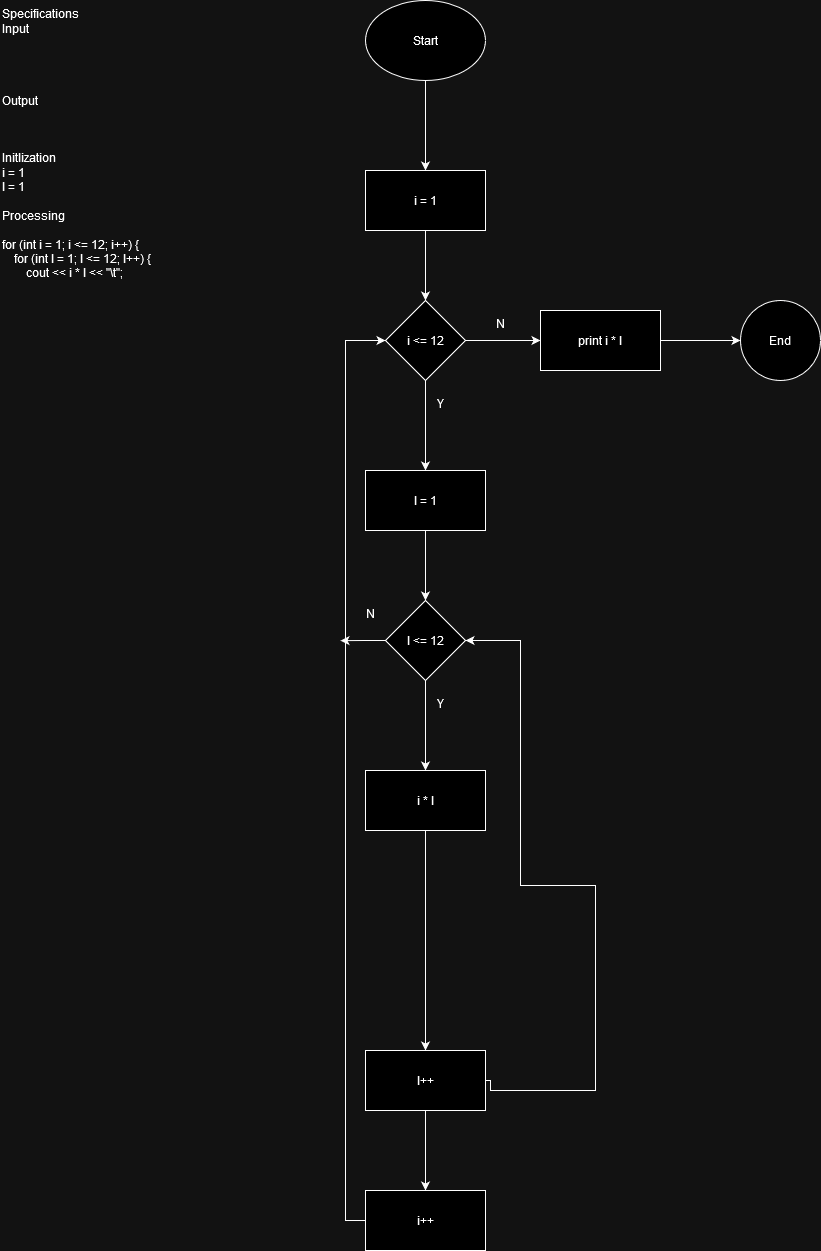 Specifications
Input
Output
Initlization
i = 1
l = 1
Processing
for (int i = 1; i <= 12; i++) {
for (int l = 1; l <= 12; l++) {
cout << i * l << "\t";
Start
i = 1
i <= 12
N
print i * l
End
Y
l = 1
N
l <= 12
Y
i * l
l++
i++